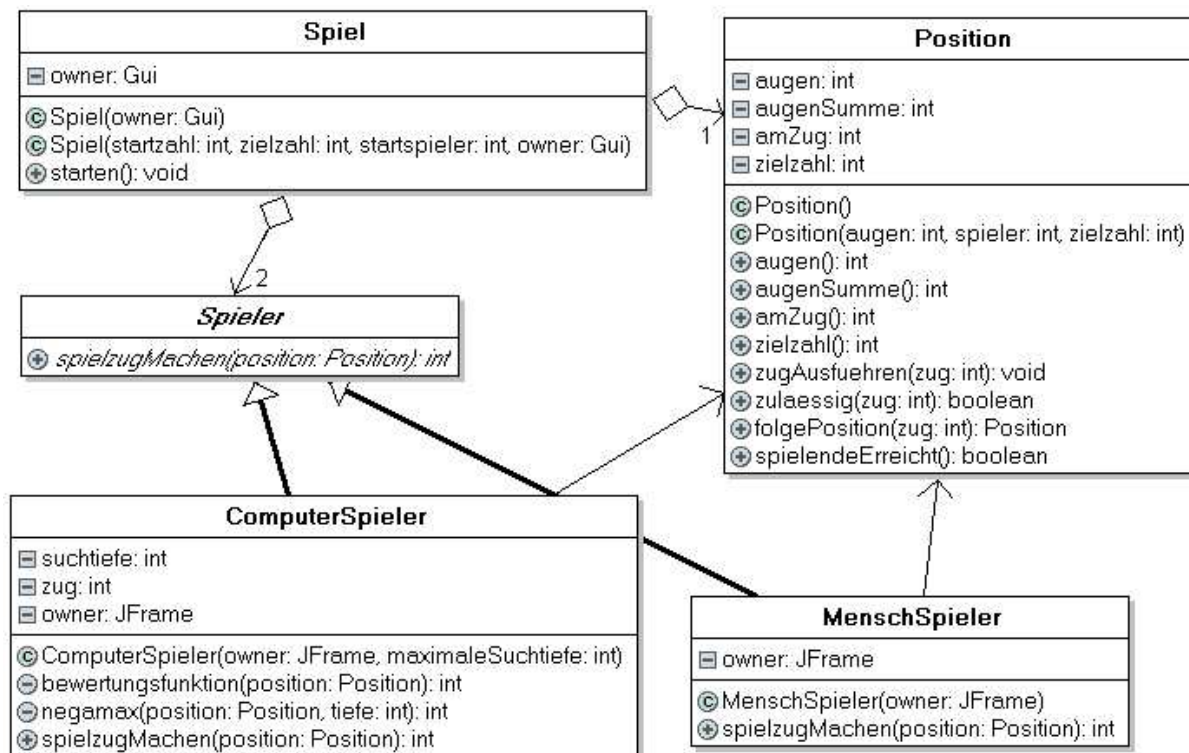 Spiel
owner: Gui
Spiel(owner: Gui)
Spiel(startzahl: int, zielzahl: int, startspieler: int, owner: Gui)
starten(): void
1
2
Position
augen: int
augenSumme: int
amZug: int
zielzahl: int
Position()
Position(augen: int, spieler: int, zielzahl: int)
augen(): int
augenSumme(): int
amZug(): int
zielzahl(): int
zugAusfuehren(zug: int): void
zulaessig(zug: int): boolean
folgePosition(zug: int): Position
spielendeErreicht(): boolean
Spieler
spielzugMachen(position: Position): int
ComputerSpieler
suchtiefe: int
zug: int
owner: JFrame
ComputerSpieler(owner: JFrame, maximaleSuchtiefe: int)
bewertungsfunktion(position: Position): int
negamax(position: Position, tiefe: int): int
spielzugMachen(position: Position): int
MenschSpieler
owner: JFrame
MenschSpieler(owner: JFrame)
spielzugMachen(position: Position): int